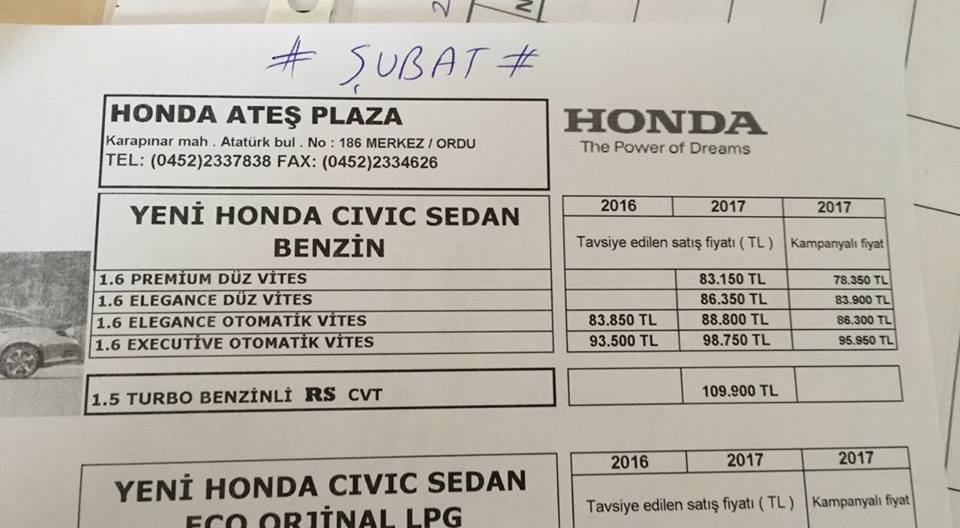 # ŞUBAT #
HONDA ATEŞ PLAZA
Karapınar mah . Atatürk bul . No : 186 MERKEZ / ORDU
TEL: (0452)2337838 FAX: (0452)2334626
HONDA
The Power of Dreams
YENİ HONDA CIVIC SEDAN
BENZİN
2016 2017 2017
Tavsiye edilen satış fiyatı ( TL ) Kampanyalı fiyat
1.6 PREMİUM DÜZ VİTES 83.150 TL 78.350 TL
1.6 ELEGANCE DÜZ VİTES 86.350 TL 83.900 TL
1.6 ELEGANCE OTOMATİK VİTES 83.850 TL 88.800 TL 86.300 TL
1.6 EXECUTİVE OTOMATİK VİTES 93.500 TL 98.750 TL 95.950 TL
1.5 TURBO BENZİNLİ RS CVT 109.900 TL
YENİ HONDA CIVIC SEDAN
ECO ORJİNAL LPG
2016 2017 2017
Tavsiye edilen satış fiyatı ( TL ) Kampanyalı fiyat